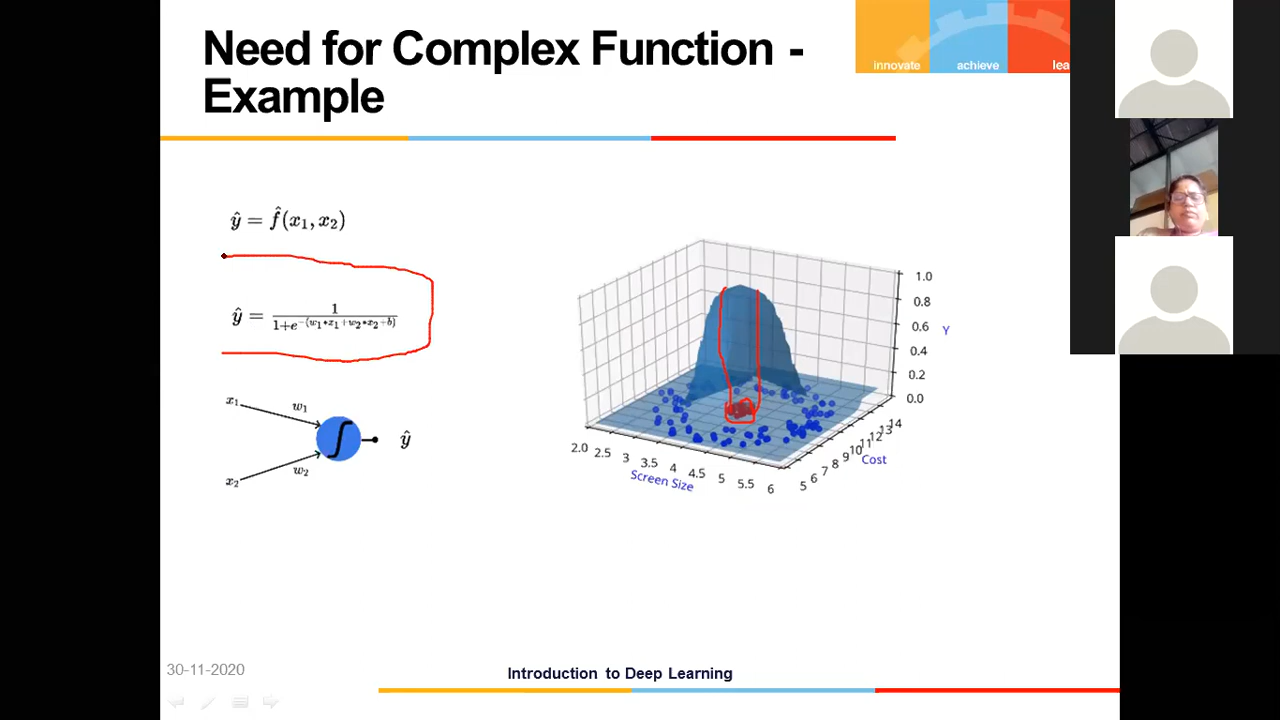 Need for Complex Function -
Example
innovate achieve lea
ŷ = f̂(x₁, x₂)
ŷ = 1 / 1+e^−(w₁*x₁+w₂*x₂+b)
x₁ w₁
ŷ
x₂ w₂
1.0
0.8
0.6
0.4
0.2
0.0
Y
2.0 2.5 3 3.5 4 4.5 5 5.5 6
Screen Size
5 6 7 8 9 10 11 12 13 14
Cost
30-11-2020
Introduction to Deep Learning